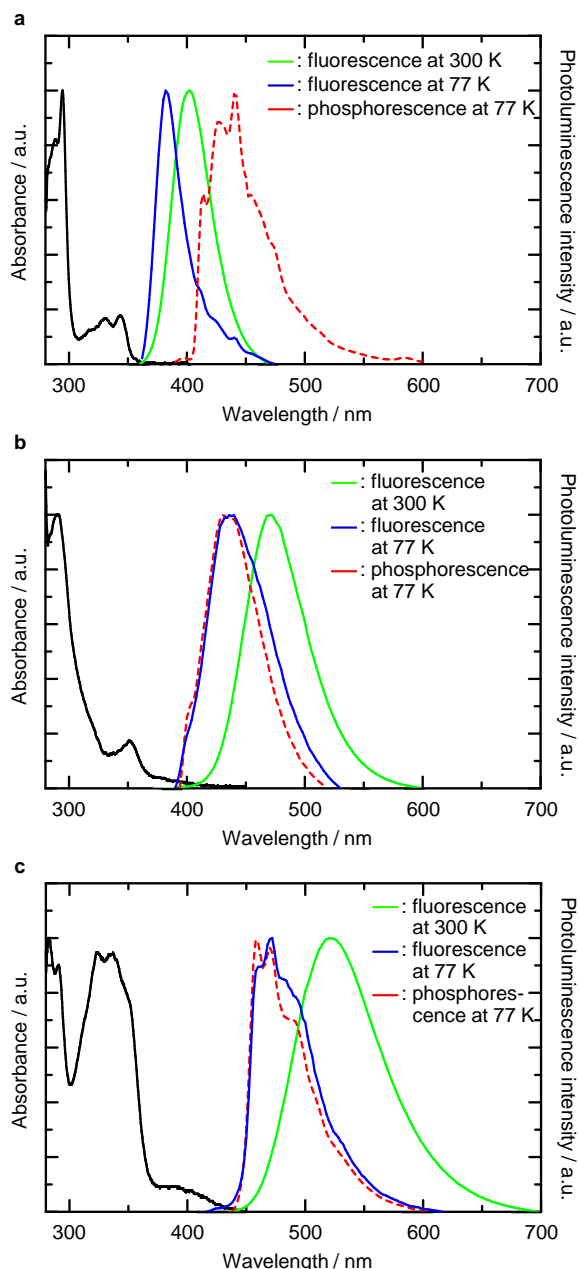 a
: fluorescence at 300 K
: fluorescence at 77 K
: phosphorescence at 77 K
Absorbance / a.u.
Photoluminescence intensity / a.u.
300 400 500 600 700
Wavelength / nm
b
: fluorescence
at 300 K
: fluorescence
at 77 K
: phosphorescence
at 77 K
Absorbance / a.u.
Photoluminescence intensity / a.u.
300 400 500 600 700
Wavelength / nm
c
: fluorescence
at 300 K
: fluorescence
at 77 K
: phosphores-
cence at 77 K
Absorbance / a.u.
Photoluminescence intensity / a.u.
300 400 500 600 700
Wavelength / nm